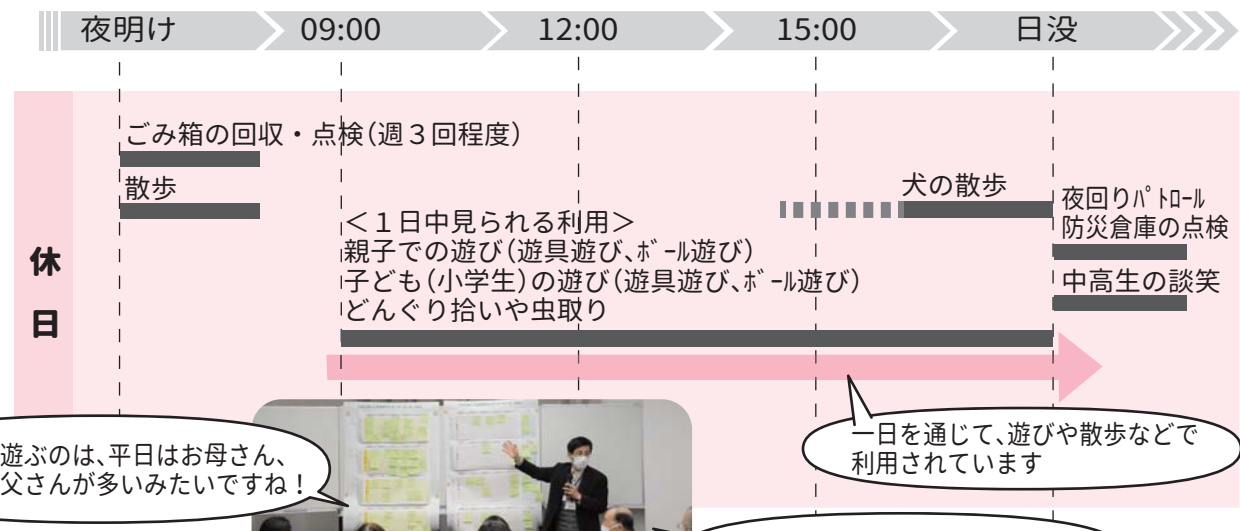 夜明け
09:00
12:00
15:00
日没
休日
ごみ箱の回収・点検(週３回程度)
散歩
＜１日中見られる利用＞
親子での遊び(遊具遊び、ﾎﾞｰﾙ遊び)
子ども(小学生)の遊び(遊具遊び、ﾎﾞｰﾙ遊び)
どんぐり拾いや虫取り
犬の散歩
夜回りﾊﾟﾄﾛｰﾙ
防災倉庫の点検
中高生の談笑
遊ぶのは、平日はお母さん、
父さんが多いみたいですね！
一日を通じて、遊びや散歩などで
利用されています